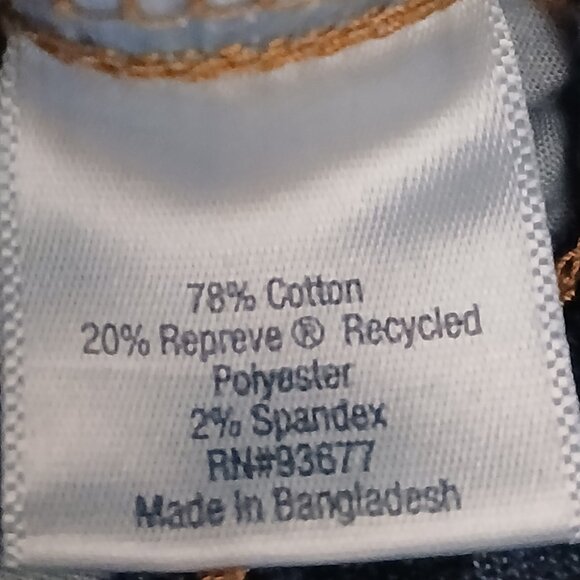 78% Cotton
20% Repreve ® Recycled
Polyester
2% Spandex
RN#93677
Made In Bangladesh